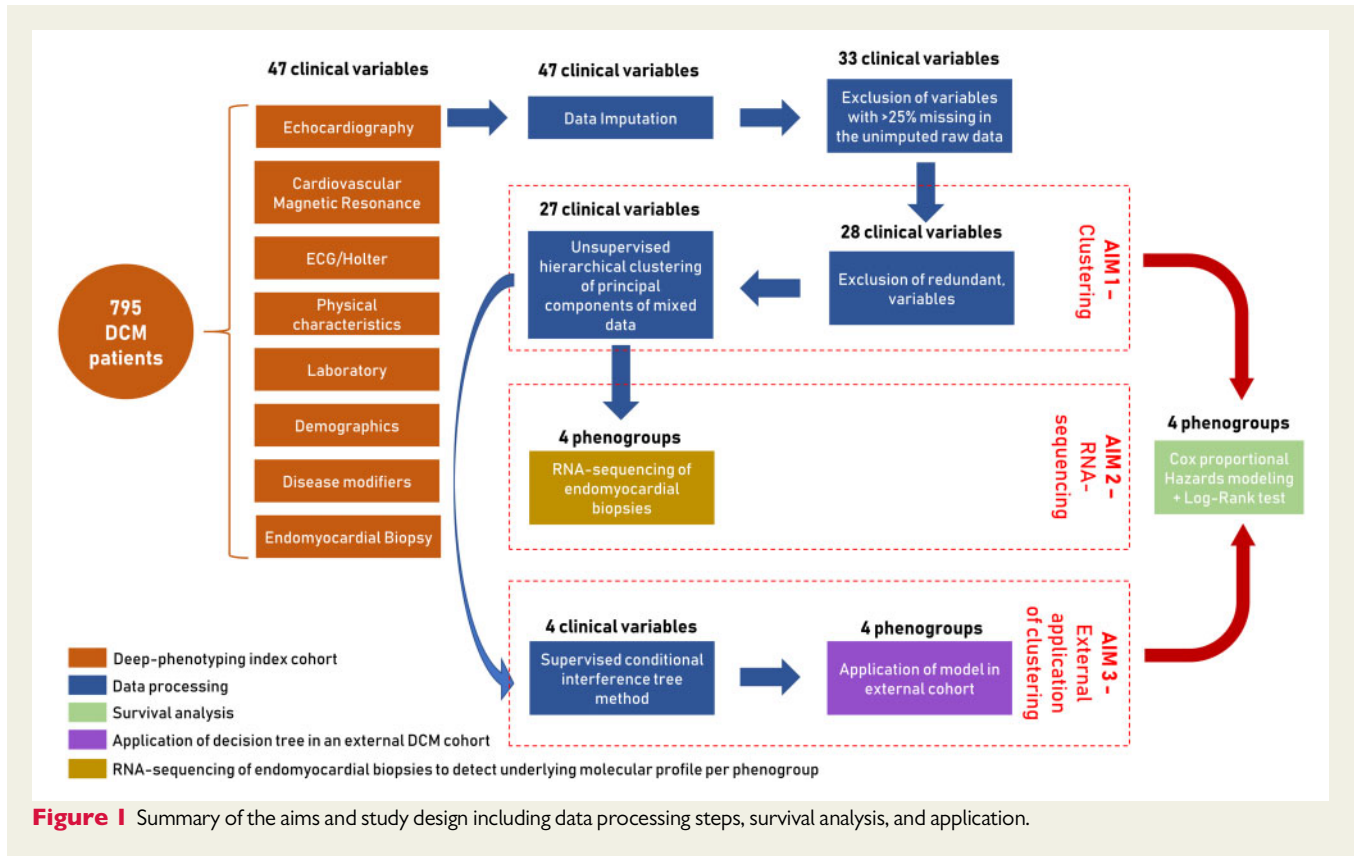 47 clinical variables
Echocardiography
Cardiovascular
Magnetic Resonance
ECG/Holter
Physical
characteristics
Laboratory
Demographics
Disease modifiers
Endomyocardial Biopsy
795
DCM
patients
47 clinical variables
Data Imputation
33 clinical variables
Exclusion of variables
with >25% missing in
the unimputed raw data
28 clinical variables
Exclusion of redundant,
variables
27 clinical variables
Unsupervised
hierarchical clustering
of principal
components of mixed
data
AIM 1 –
Clustering
4 phenogroups
RNA-sequencing of
endomyocardial
biopsies
AIM 2 –
RNA-
sequencing
4 clinical variables
Supervised conditional
interference tree
method
4 phenogroups
Application of model in
external cohort
AIM 3 –
External
application
of clustering
4 phenogroups
Cox proportional
Hazards modeling
+ Log-Rank test
Deep-phenotyping index cohort
Data processing
Survival analysis
Application of decision tree in an external DCM cohort
RNA-sequencing of endomyocardial biopsies to detect underlying molecular profile per phenogroup
Figure 1 Summary of the aims and study design including data processing steps, survival analysis, and application.